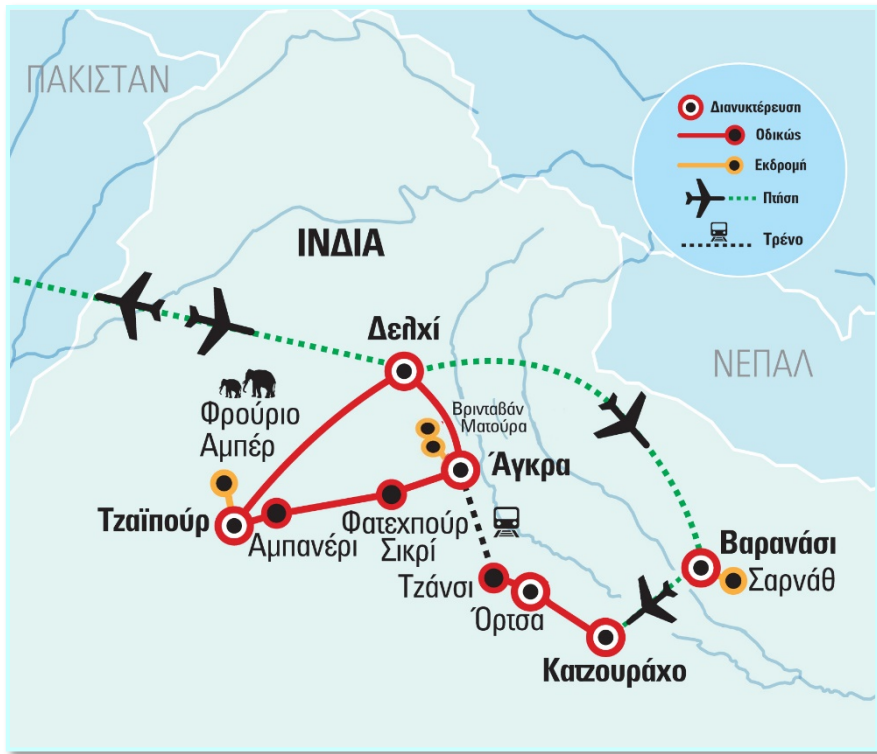 ΠΑΚΙΣΤΑΝ
Διανυκτέρευση
Οδικώς
Εκδρομή
Πτήση
Τρένο
ΙΝΔΙΑ
Δελχί
ΝΕΠΑΛ
Φρούριο
Αμπέρ
Βρινταβάν
Ματούρα
Άγκρα
Τζαϊπούρ
Αμπανέρι
Φατεχπούρ
Σικρί
Τζάνσι
Όρτσα
Κατζουράχο
Βαρανάσι
Σαρνάθ